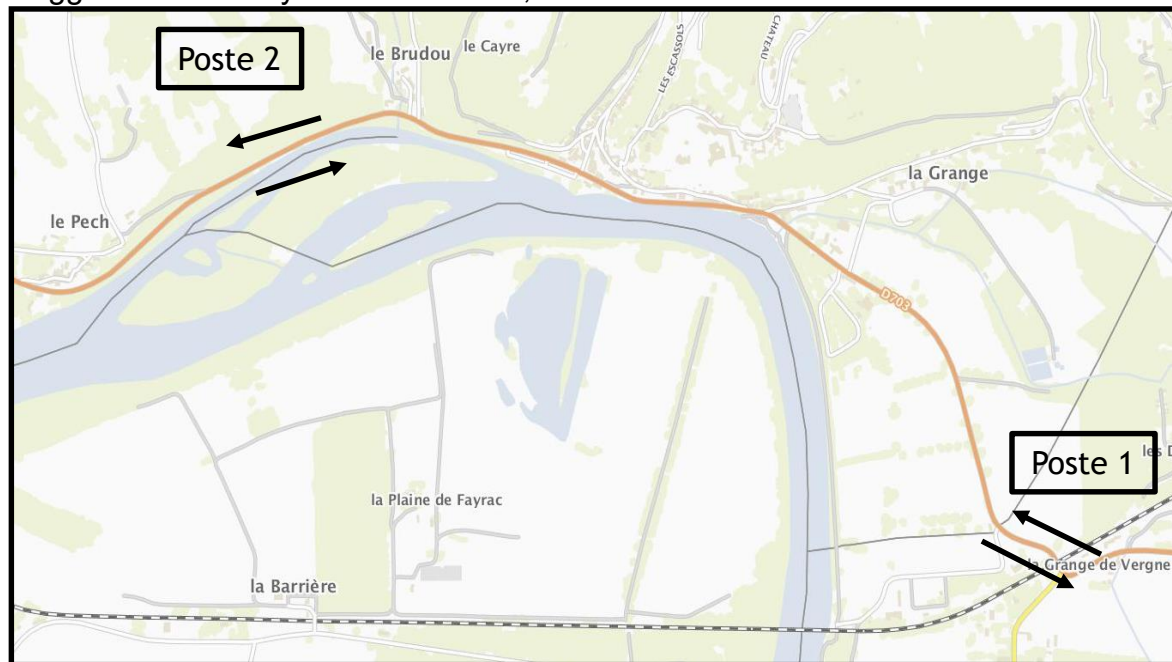 Poste 2
le Brudou
le Cayre
LES ESCASSOLS
CHATEAU
la Grange
le Pech
D703
Poste 1
les D
la Plaine de Fayrac
la Grange de Vergne
la Barrière